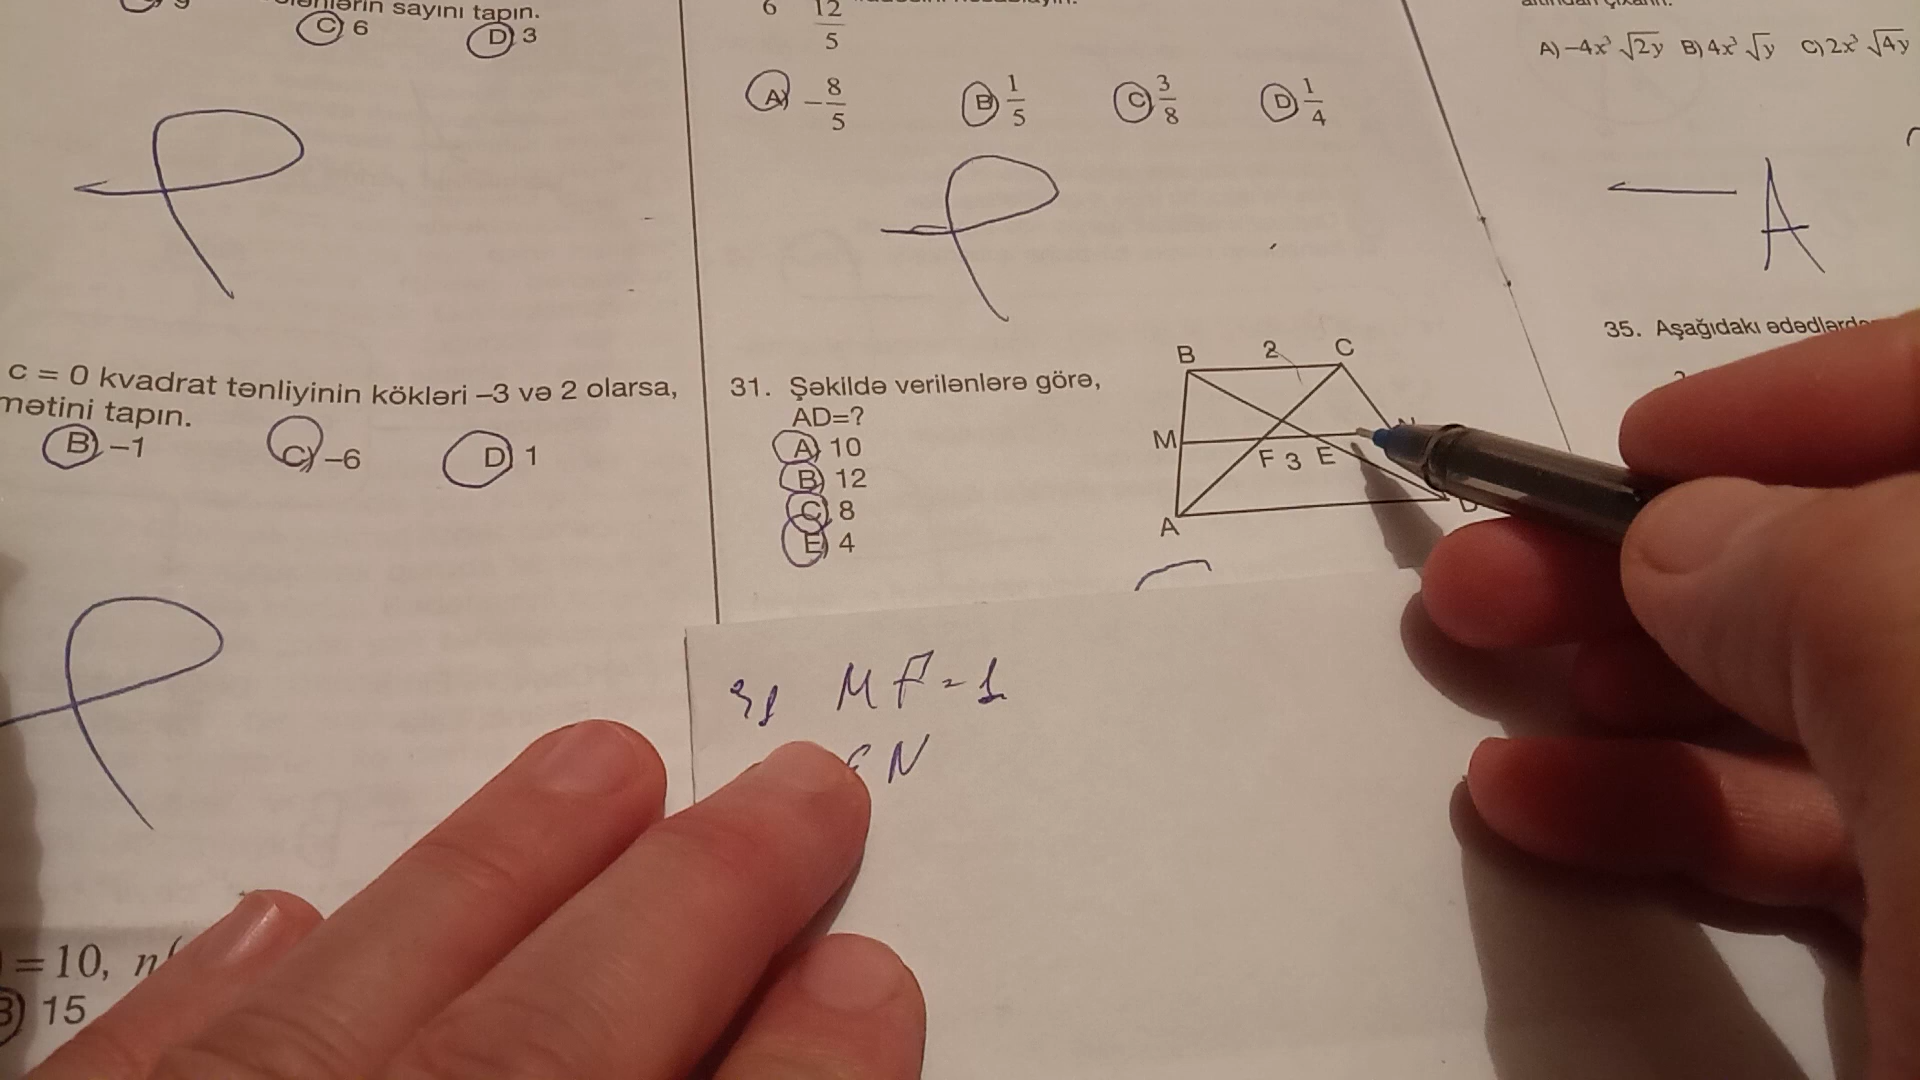 sayını tapın.
C) 6 D) 3
c = 0 kvadrat tənliyinin kökləri –3 və 2 olarsa,
mətini tapın.
B) –1 C) –6 D) 1
=10, n(
B) 15
6 12/5
A) –8/5 B) 1/5 C) 3/8 D) 1/4
31. Şəkildə verilənlərə görə,
AD=?
A) 10
B) 12
C) 8
E) 4
B 2 C
M
F 3 E
A
31 MF=1
EN
A) –4x³ √2y B) 4x³ √y C) 2x³ √4y
A
35. Aşağıdakı ədədlərdə